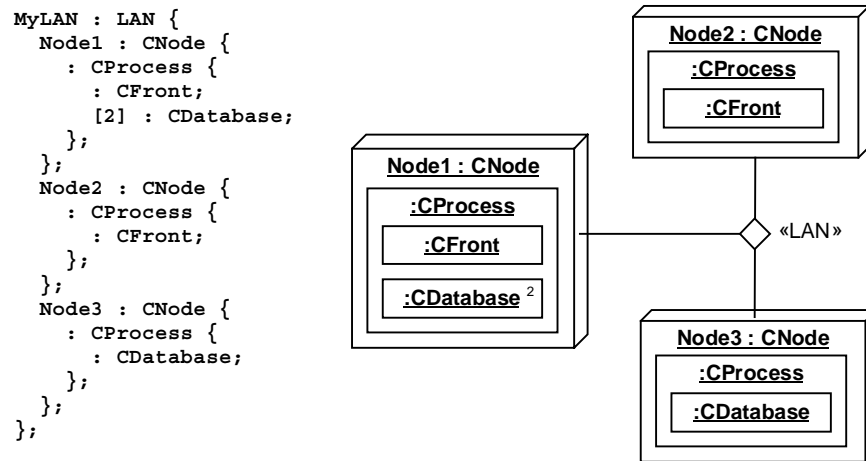 MyLAN : LAN {
  Node1 : CNode {
    : CProcess {
      : CFront;
      [2] : CDatabase;
    };
  };
  Node2 : CNode {
    : CProcess {
      : CFront;
    };
  };
  Node3 : CNode {
    : CProcess {
      : CDatabase;
    };
  };
};
Node2 : CNode
:CProcess
:CFront
Node1 : CNode
:CProcess
:CFront
:CDatabase 2
«LAN»
Node3 : CNode
:CProcess
:CDatabase